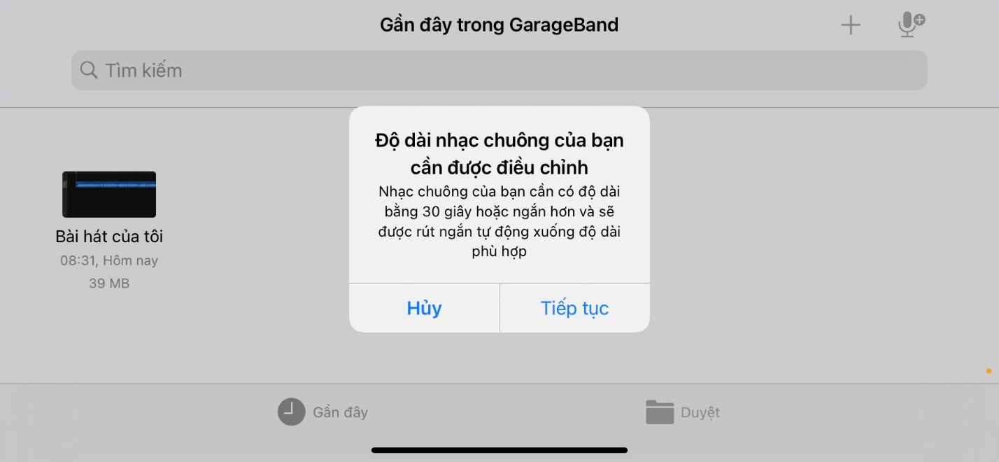 Gần đây trong GarageBand
Tìm kiếm
Độ dài nhạc chuông của bạn
cần được điều chỉnh
Nhạc chuông của bạn cần có độ dài
bằng 30 giây hoặc ngắn hơn và sẽ
được rút ngắn tự động xuống độ dài
phù hợp
Hủy
Tiếp tục
Bài hát của tôi
08:31, Hôm nay
39 MB
Gần đây
Duyệt